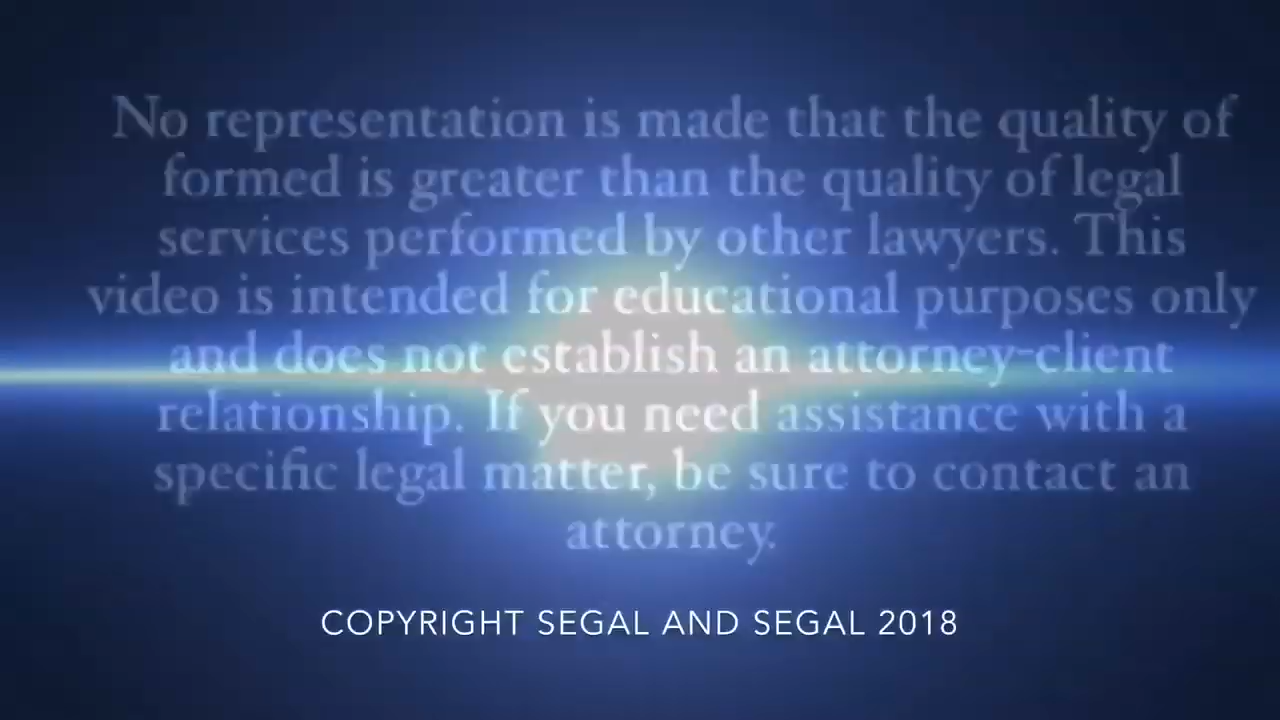 No representation is made that the quality of
formed is greater than the quality of legal
services performed by other lawyers. This
video is intended for educational purposes only
and does not establish an attorney-client
relationship. If you need assistance with a
specific legal matter, be sure to contact an
attorney.
COPYRIGHT SEGAL AND SEGAL 2018